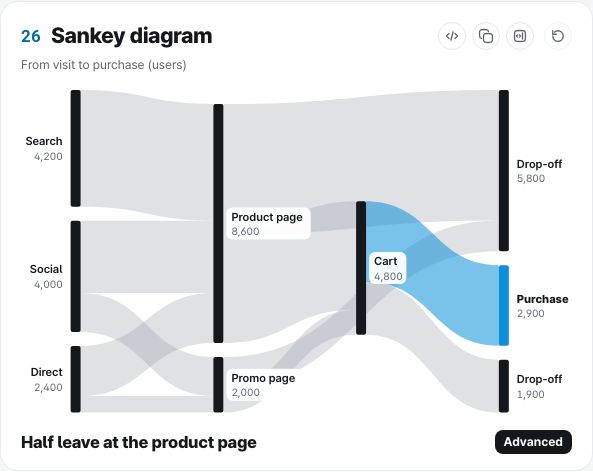 26 Sankey diagram
From visit to purchase (users)
Search
4,200
Social
4,000
Direct
2,400
Product page
8,600
Promo page
2,000
Cart
4,800
Drop-off
5,800
Purchase
2,900
Drop-off
1,900
Half leave at the product page
Advanced